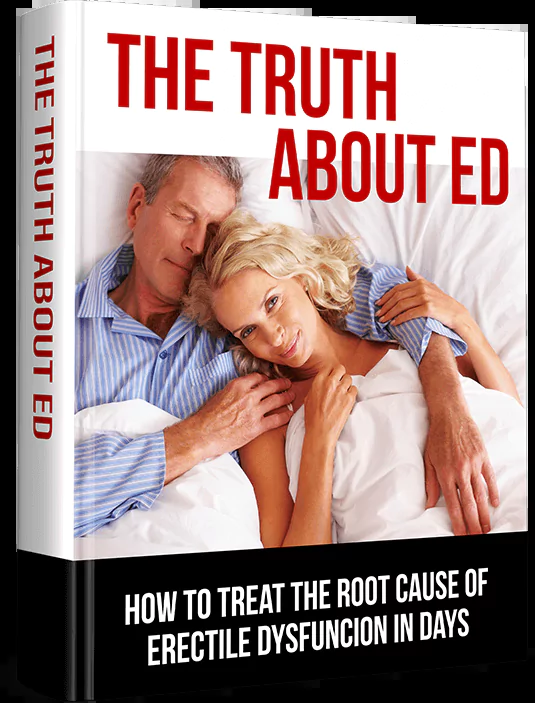 THE TRUTH
ABOUT ED
THE TRUTH ABOUT ED
HOW TO TREAT THE ROOT CAUSE OF
ERECTILE DYSFUNCION IN DAYS